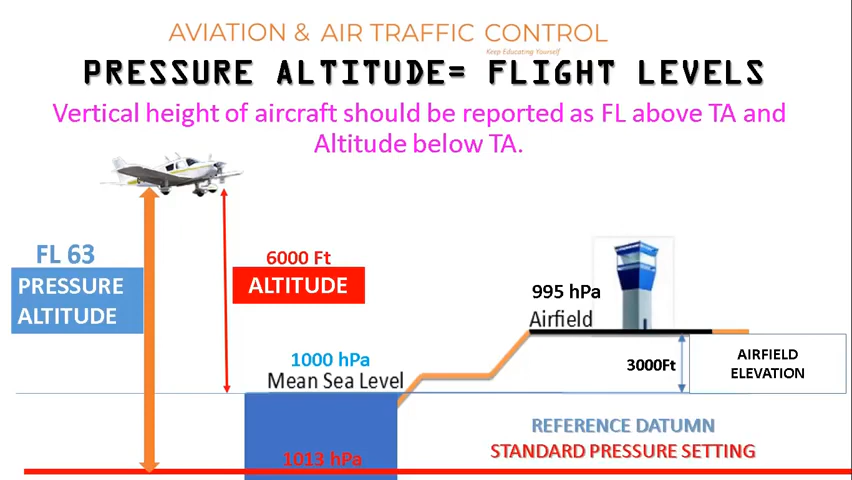 AVIATION & AIR TRAFFIC CONTROL
Keep Educating Yourself
PRESSURE ALTITUDE= FLIGHT LEVELS
Vertical height of aircraft should be reported as FL above TA and
Altitude below TA.
FL 63
PRESSURE
ALTITUDE
6000 Ft
ALTITUDE
995 hPa
Airfield
1000 hPa
Mean Sea Level
3000Ft
AIRFIELD
ELEVATION
REFERENCE DATUMN
STANDARD PRESSURE SETTING
1013 hPa